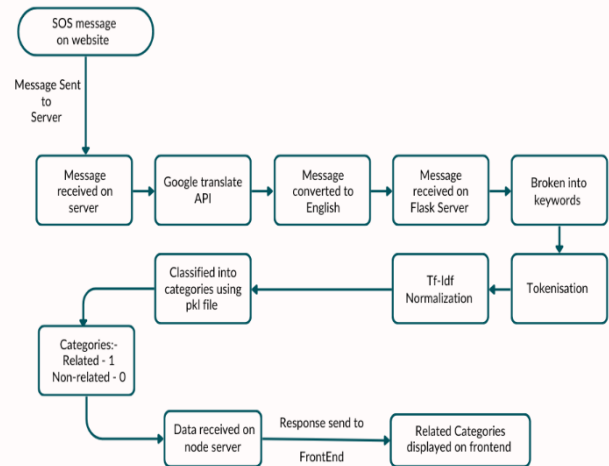 SOS message
on website
Message Sent
to
Server
Message
received on
server
Google translate
API
Message
converted to
English
Message
received on
Flask Server
Broken into
keywords
Classified into
categories using
pkl file
Tf-Idf
Normalization
Tokenisation
Categories:-
Related - 1
Non-related - 0
Data received on
node server
Response send to
FrontEnd
Related Categories
displayed on frontend